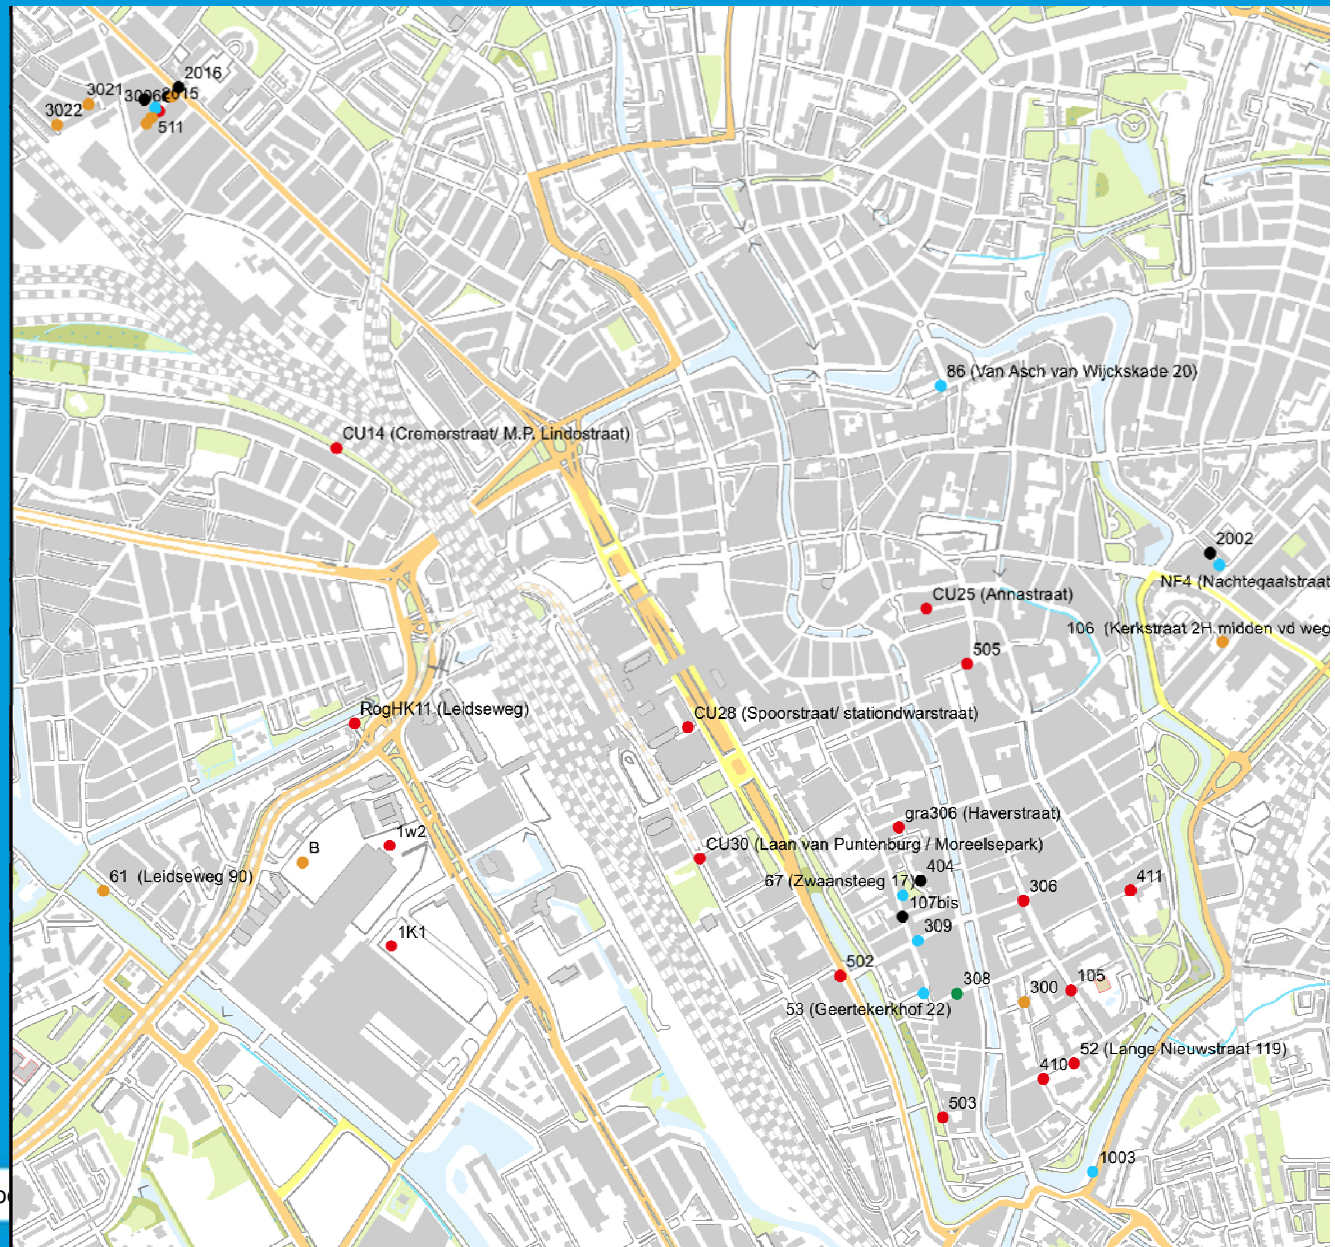 2016
3021
3006
2015
3022
511
86 (Van Asch van Wijckskade 20)
CU14 (Cremerstraat/ M.P. Lindostraat)
2002
NF4 (Nachtegaalstraat
CU25 (Annastraat)
106 (Kerkstraat 2H midden vd weg
505
RogHK11 (Leidseweg)
CU28 (Spoorstraat/ stationdwarstraat)
gra306 (Haverstraat)
1w2
CU30 (Laan van Puntenburg / Moreelsepark)
B
404
61 (Leidseweg 90)
67 (Zwaansteeg 17)
306
411
107bis
309
1K1
502
308
300
105
53 (Geertekerkhof 22)
52 (Lange Nieuwstraat 119)
410
503
1003